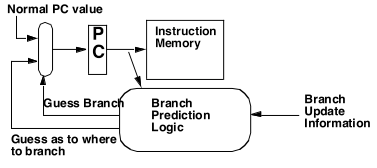 Normal PC value
P
C
Instruction
Memory
Guess Branch
Branch
Prediction
Logic
Branch
Update
Information
Guess as to where
to branch